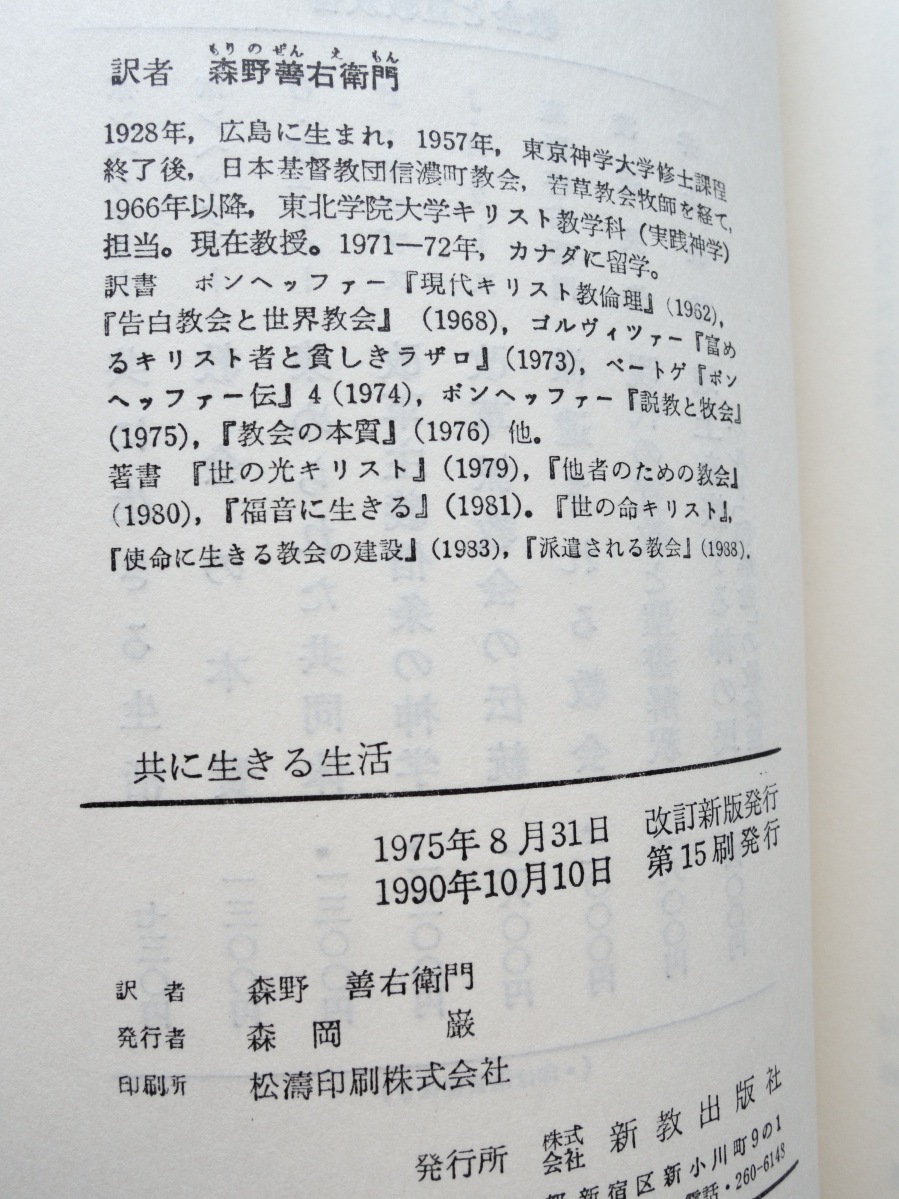 もりのぜんえもん
訳者 森野善右衛門
1928年，広島に生まれ，1957年，東京神学大学修士課程
終了後，日本基督教団信濃町教会，若草教会牧師を経て，
1966年以降，東北学院大学キリスト教学科（実践神学）
担当。現在教授。1971—72年，カナダに留学。
訳書 ボンヘッファー『現代キリスト教倫理』(1962)，
『告白教会と世界教会』(1968)，ゴルヴィツァー『富め
るキリスト者と貧しきラザロ』(1973)，ベートゲ『ボン
ヘッファー伝』4 (1974)，ボンヘッファー『説教と牧会』
(1975)，『教会の本質』(1976) 他。
著書 『世の光キリスト』(1979)，『他者のための教会』
(1980)，『福音に生きる』(1981)。『世の命キリスト』，
『使命に生きる教会の建設』(1983)，『派遣される教会』(1988)．
共に生きる生活
1975年8月31日 改訂新版発行
1990年10月10日 第15刷発行
訳者 森野 善右衛門
発行者 森岡 巌
印刷所 松濤印刷株式会社
発行所 株式会社 新教出版社
新宿区新小川町9の1
電話・260-6148